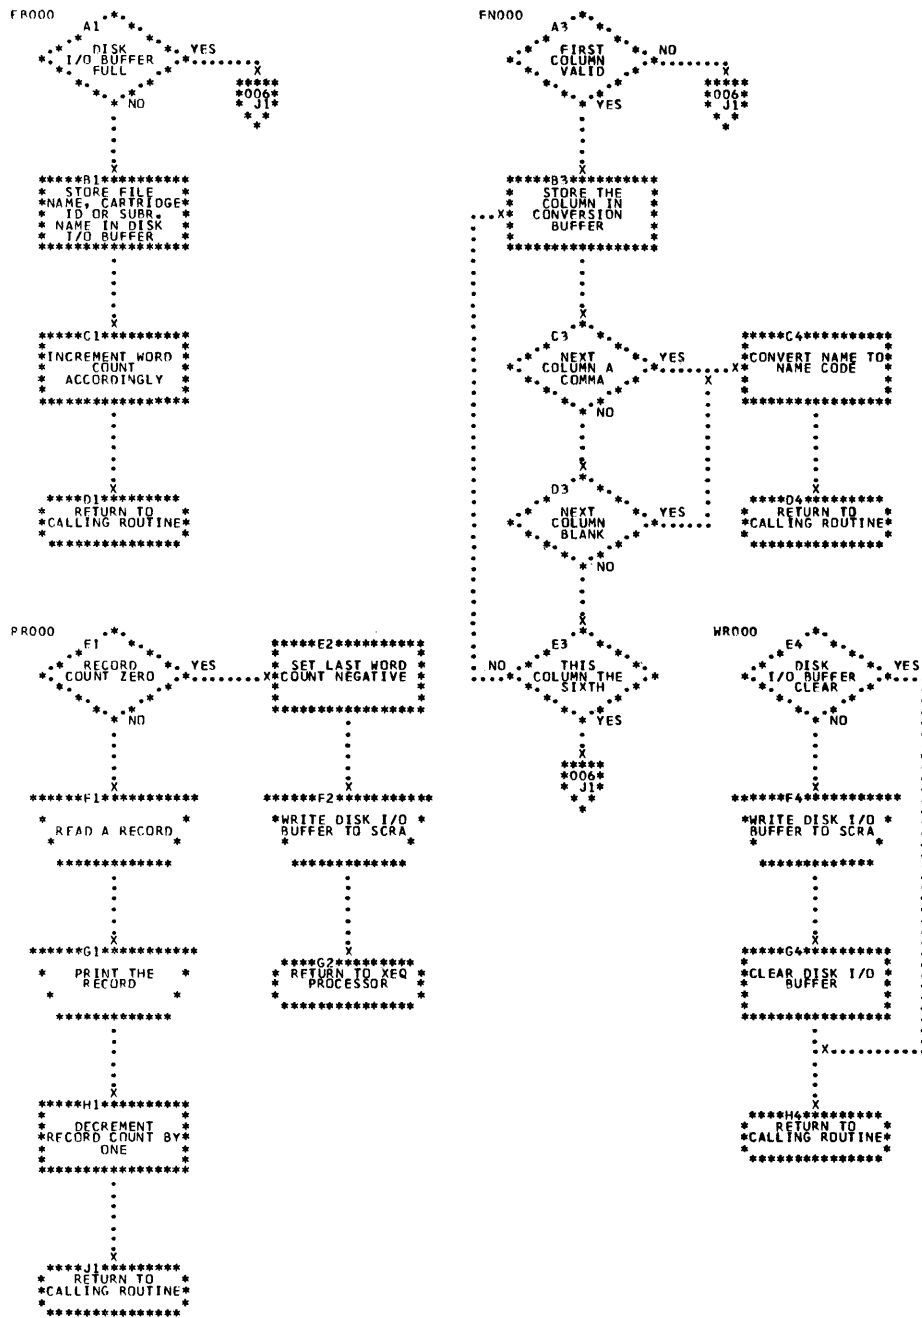 FB000
A1
DISK
I/O BUFFER
FULL
YES
NO
*006*
J1
B1
STORE FILE
NAME, CARTRIDGE
ID OR SUBR.
NAME IN DISK
I/O BUFFER
C1
INCREMENT WORD
COUNT
ACCORDINGLY
D1
RETURN TO
CALLING ROUTINE
FN000
A3
FIRST
COLUMN
VALID
NO
YES
*006*
J1
B3
STORE THE
COLUMN IN
CONVERSION
BUFFER
C3
NEXT
COLUMN A
COMMA
YES
NO
C4
CONVERT NAME TO
NAME CODE
D3
NEXT
COLUMN
BLANK
YES
NO
D4
RETURN TO
CALLING ROUTINE
E3
THIS
COLUMN THE
SIXTH
NO
YES
*006*
J1
PR000
E1
RECORD
COUNT ZERO
YES
NO
E2
SET LAST WORD
COUNT NEGATIVE
F1
READ A RECORD
F2
WRITE DISK I/O
BUFFER TO SCRA
G1
PRINT THE
RECORD
G2
RETURN TO XEQ
PROCESSOR
H1
DECREMENT
RECORD COUNT BY
ONE
J1
RETURN TO
CALLING ROUTINE
WR000
E4
DISK
I/O BUFFER
CLEAR
YES
NO
F4
WRITE DISK I/O
BUFFER TO SCRA
G4
CLEAR DISK I/O
BUFFER
H4
RETURN TO
CALLING ROUTINE